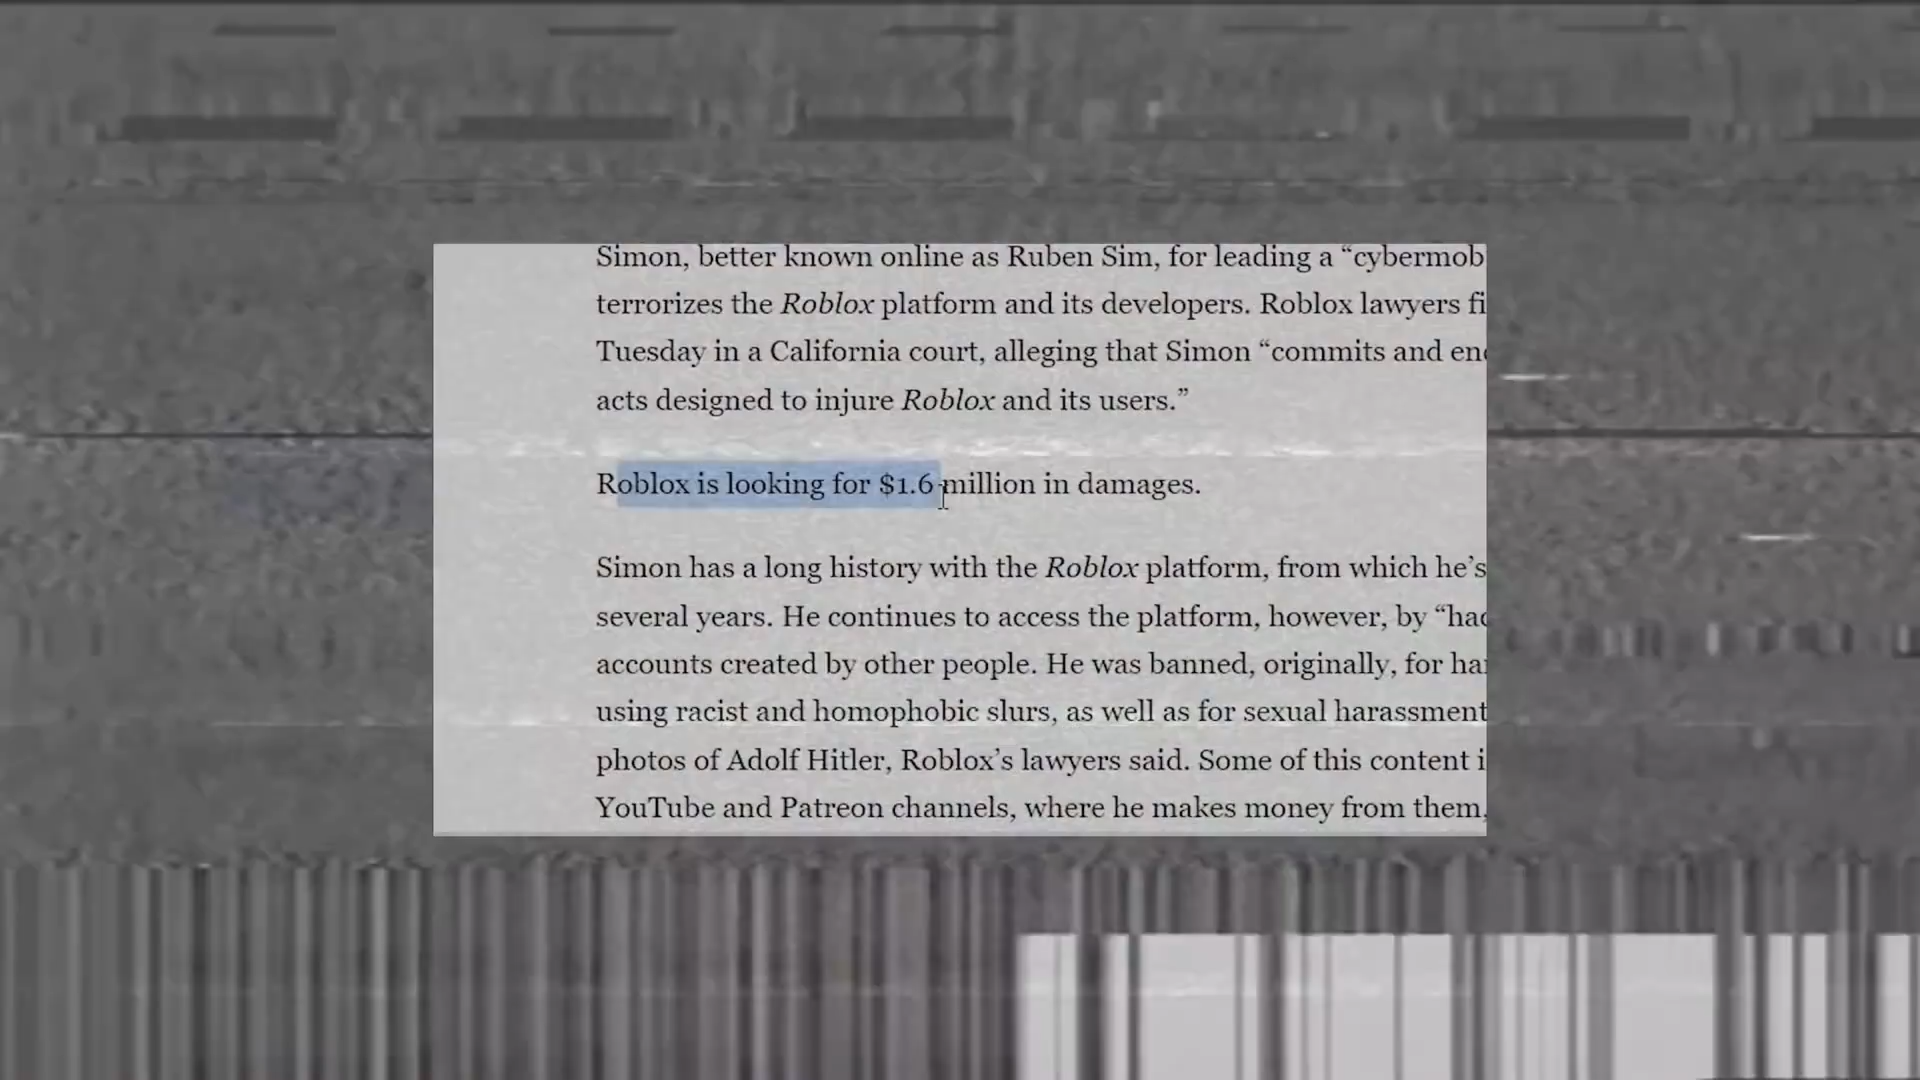 Simon, better known online as Ruben Sim, for leading a “cybermob
terrorizes the Roblox platform and its developers. Roblox lawyers
Tuesday in a California court, alleging that Simon “commits and
acts designed to injure Roblox and its users.”
Roblox is looking for $1.6 million in damages.
Simon has a long history with the Roblox platform, from which he’s
several years. He continues to access the platform, however, by
accounts created by other people. He was banned, originally, for
using racist and homophobic slurs, as well as for sexual harassment
photos of Adolf Hitler, Roblox’s lawyers said. Some of this content
YouTube and Patreon channels, where he makes money from them,